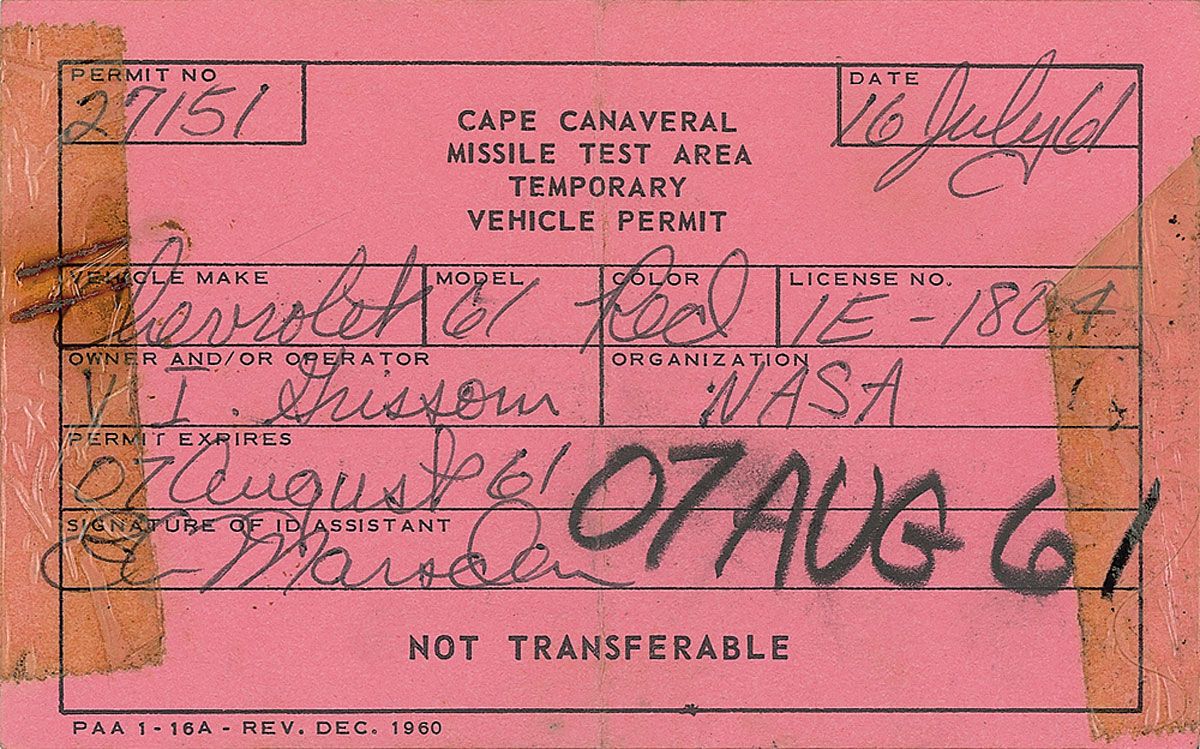 PERMIT NO
27151
DATE
16 July 61
CAPE CANAVERAL
MISSILE TEST AREA
TEMPORARY
VEHICLE PERMIT
VEHICLE MAKE MODEL COLOR LICENSE NO.
Chevrolet 61 Red 1E-1804
OWNER AND/OR OPERATOR ORGANIZATION
V. I. Grissom NASA
PERMIT EXPIRES
07 August 61 07 AUG 61
SIGNATURE OF ID ASSISTANT
Marsden
NOT TRANSFERABLE
PAA 1-16A - REV. DEC. 1960